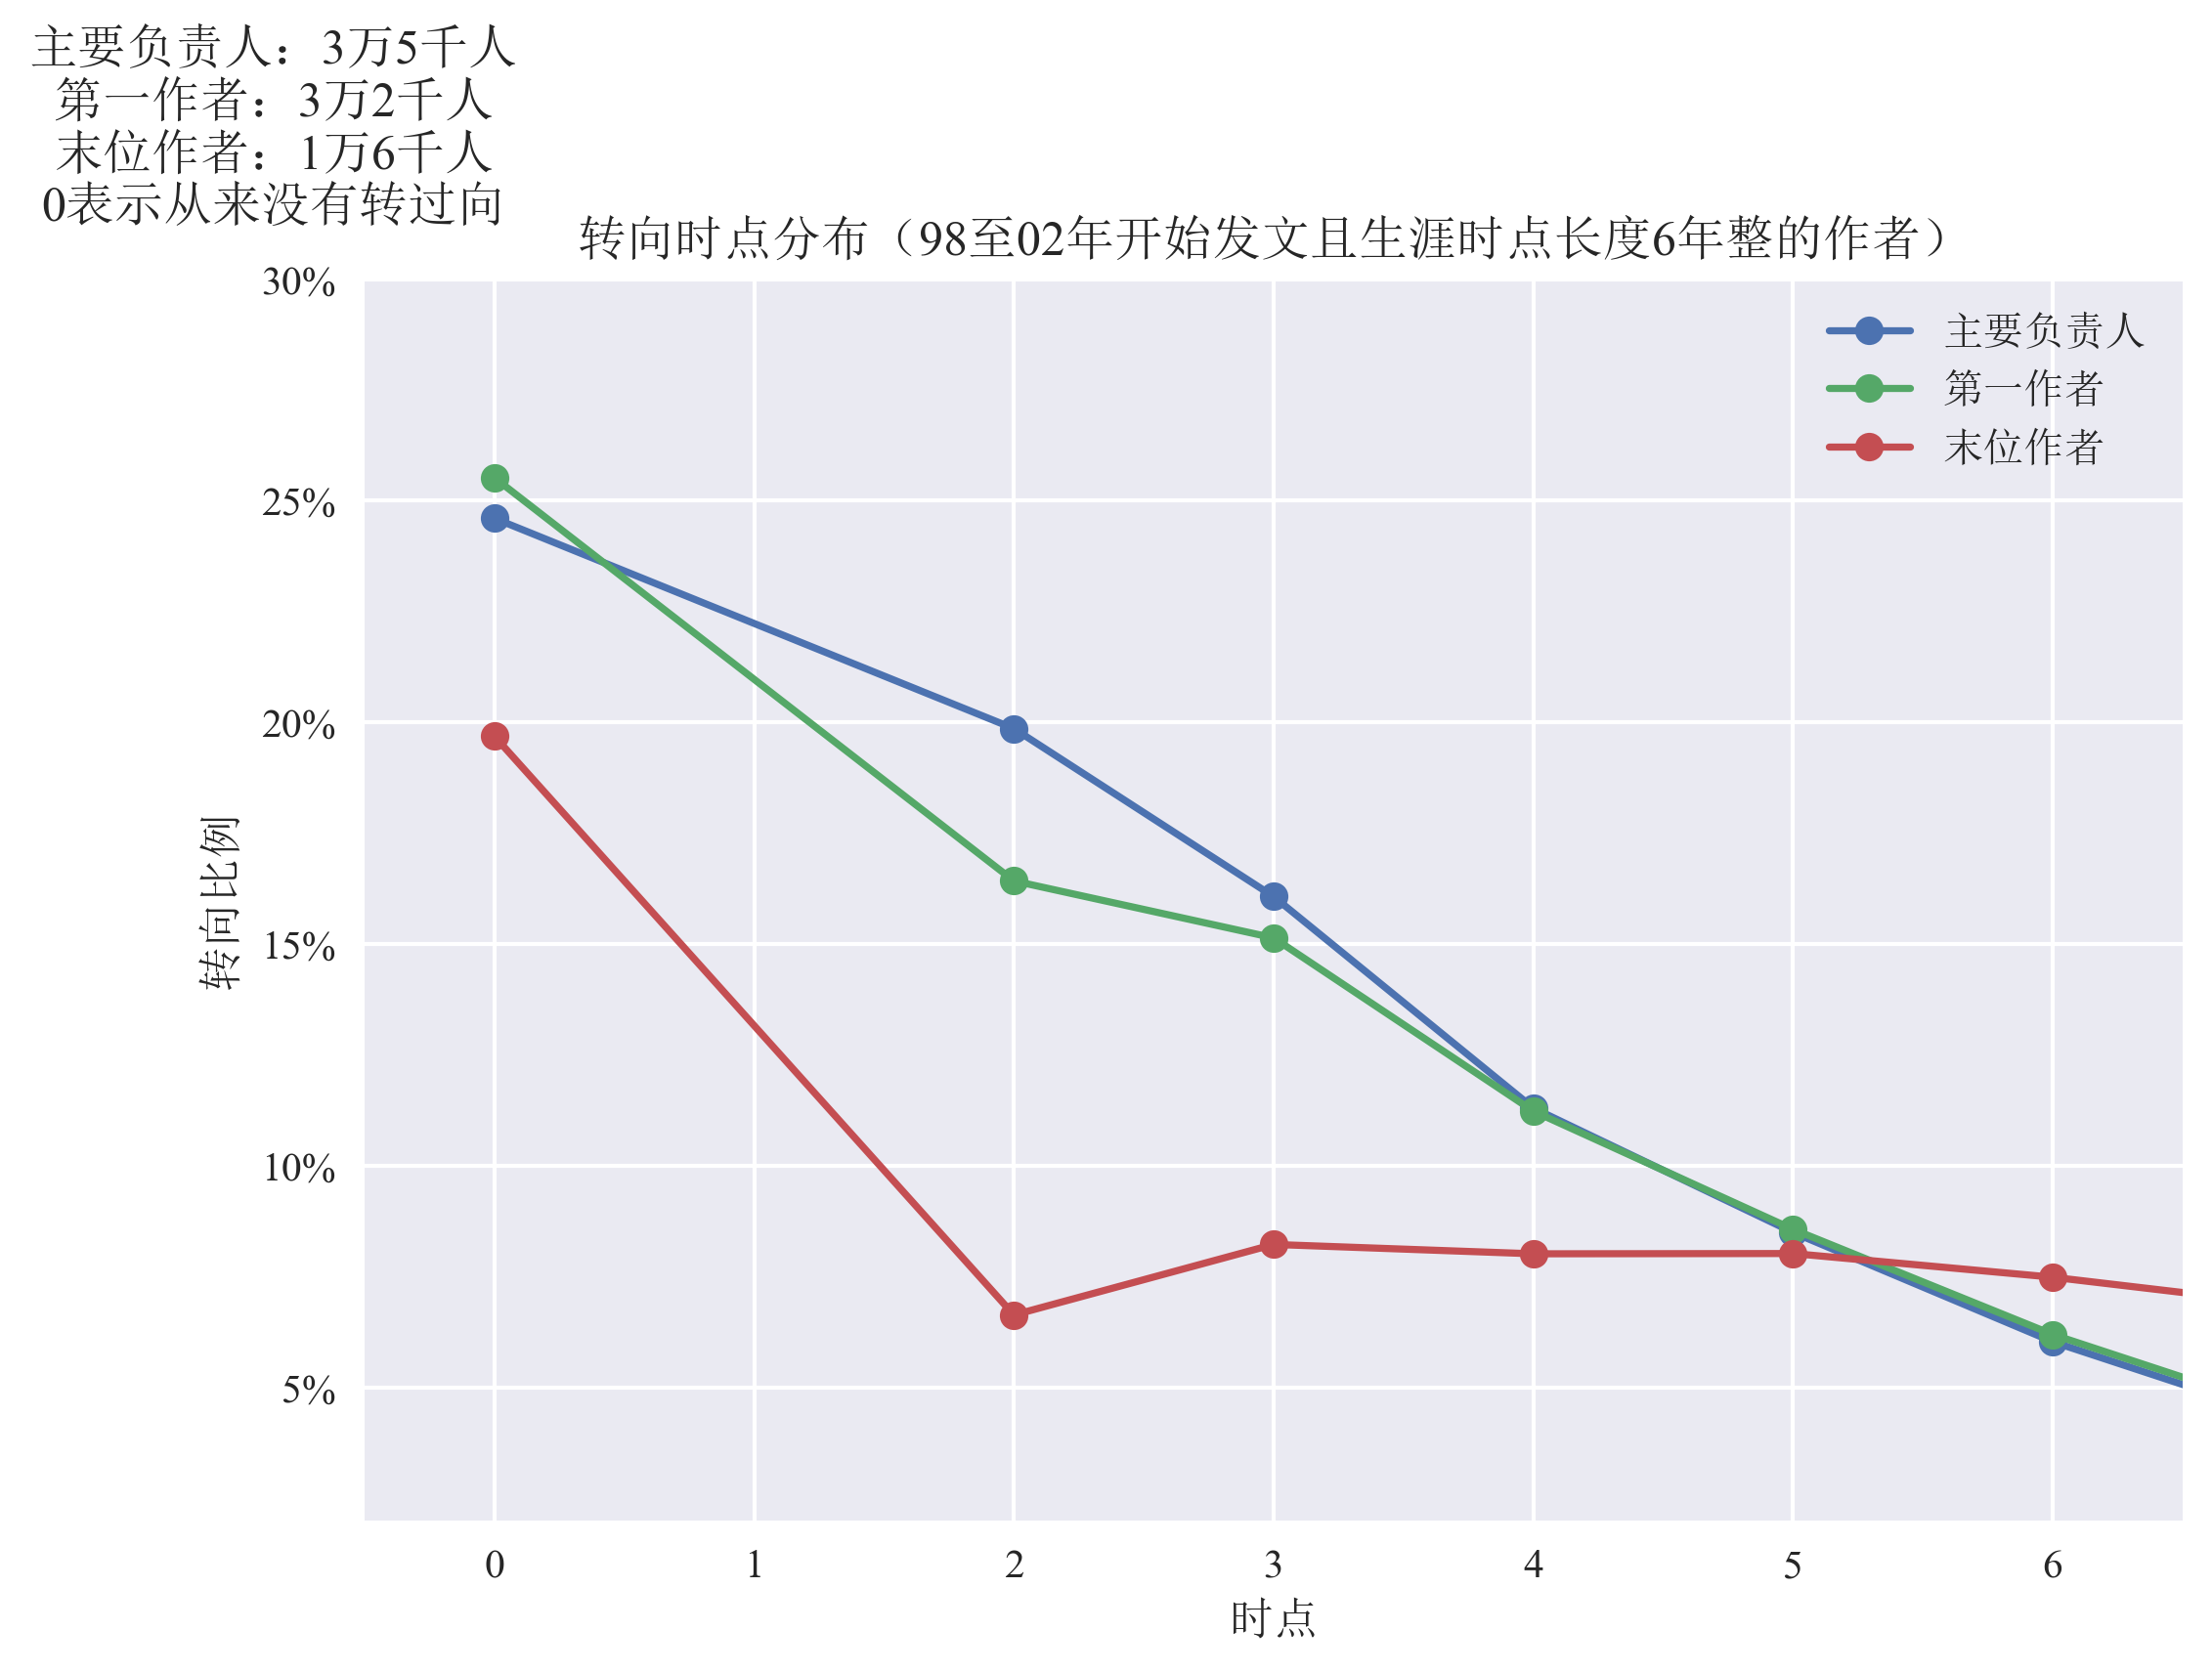 主要负责人：3万5千人
第一作者：3万2千人
末位作者：1万6千人
0表示从来没有转过向
转向时点分布（98至02年开始发文且生涯时点长度6年整的作者）
30%
25%
20%
15%
10%
5%
转向比例
主要负责人
第一作者
末位作者
0 1 2 3 4 5 6
时点